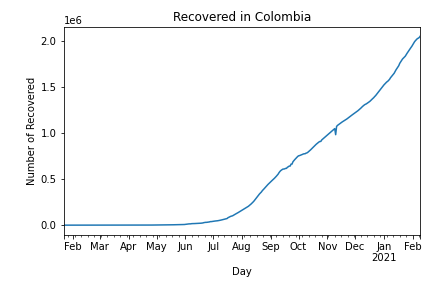 Recovered in Colombia
1e6
2.0
1.5
1.0
0.5
0.0
Number of Recovered
Feb Mar Apr May Jun Jul Aug Sep Oct Nov Dec Jan Feb
2021
Day